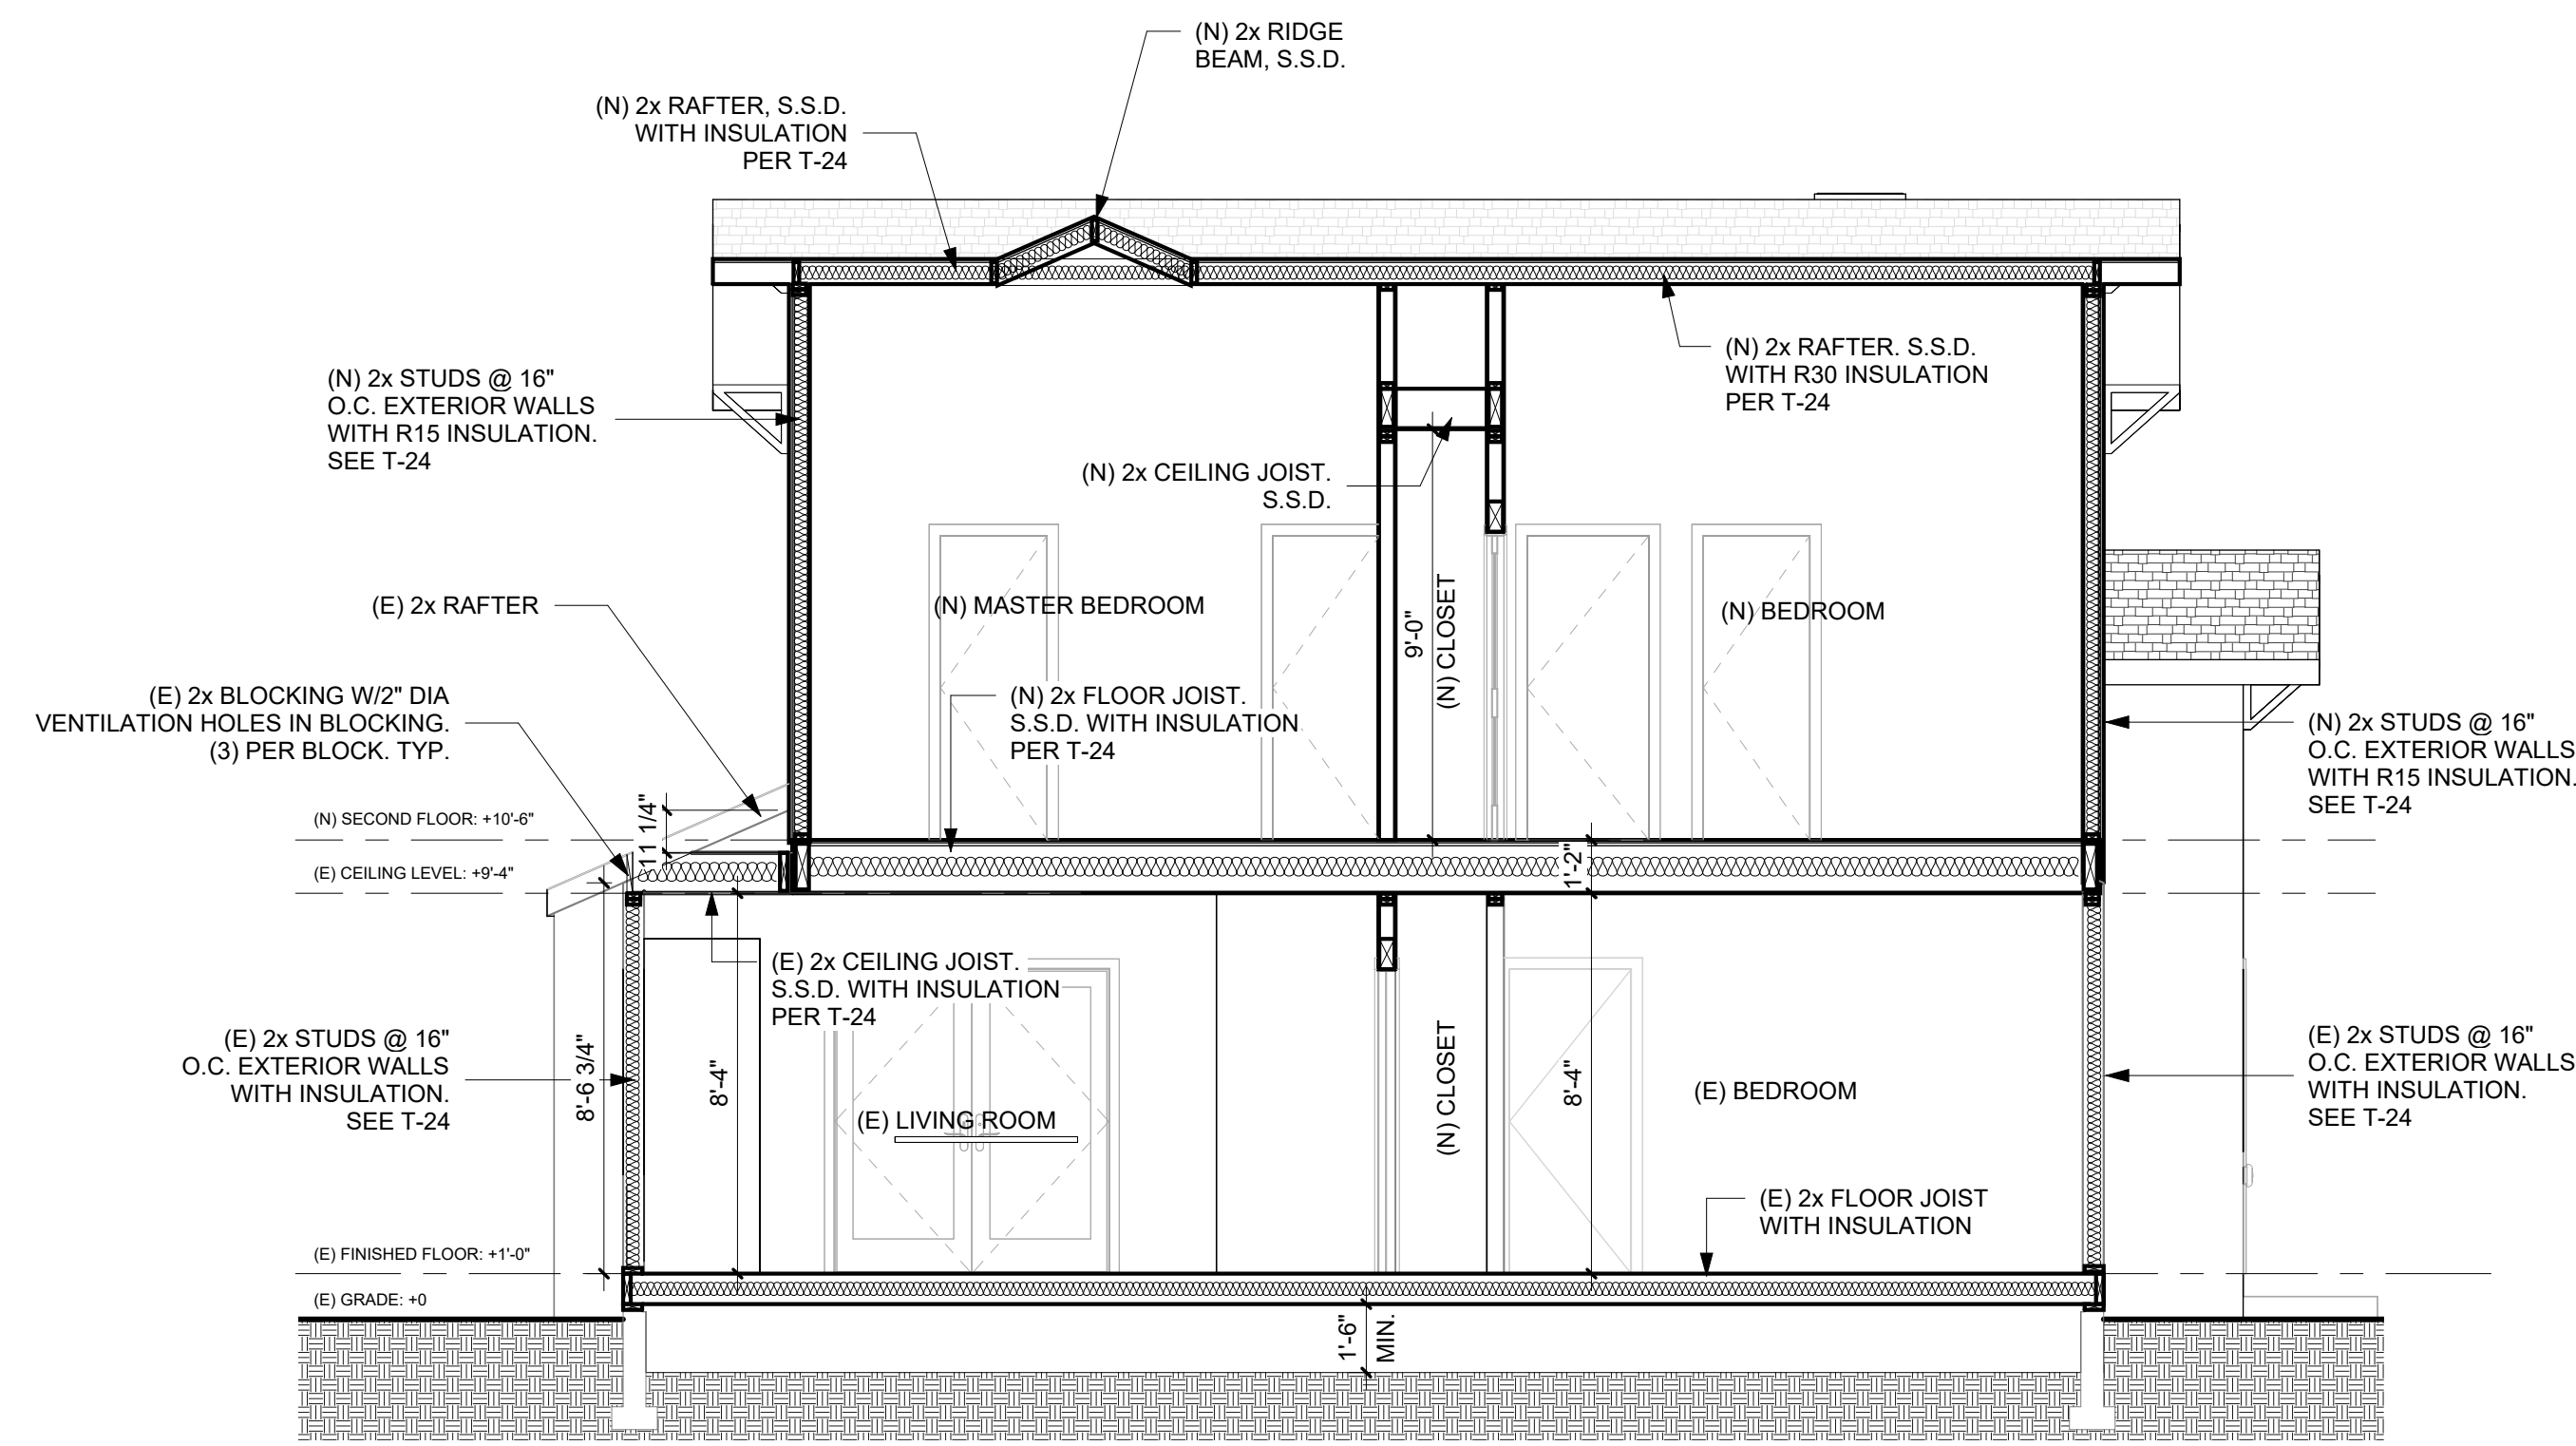 (N) 2x RIDGE
BEAM, S.S.D.
(N) 2x RAFTER, S.S.D.
WITH INSULATION
PER T-24
(N) 2x STUDS @ 16"
O.C. EXTERIOR WALLS
WITH R15 INSULATION.
SEE T-24
(N) 2x RAFTER. S.S.D.
WITH R30 INSULATION
PER T-24
(N) 2x CEILING JOIST.
S.S.D.
(E) 2x RAFTER
(N) MASTER BEDROOM
9'-0"
(N) CLOSET
(N) BEDROOM
(E) 2x BLOCKING W/2" DIA
VENTILATION HOLES IN BLOCKING.
(3) PER BLOCK. TYP.
(N) 2x FLOOR JOIST.
S.S.D. WITH INSULATION
PER T-24
(N) 2x STUDS @ 16"
O.C. EXTERIOR WALLS
WITH R15 INSULATION.
SEE T-24
(N) SECOND FLOOR: +10'-6"
11 1/4"
(E) CEILING LEVEL: +9'-4"
1'-2"
(E) 2x CEILING JOIST.
S.S.D. WITH INSULATION
PER T-24
(E) 2x STUDS @ 16"
O.C. EXTERIOR WALLS
WITH INSULATION.
SEE T-24
8'-6 3/4"
8'-4"
(E) LIVING ROOM
(N) CLOSET
8'-4"
(E) BEDROOM
(E) 2x STUDS @ 16"
O.C. EXTERIOR WALLS
WITH INSULATION.
SEE T-24
(E) 2x FLOOR JOIST
WITH INSULATION
(E) FINISHED FLOOR: +1'-0"
(E) GRADE: +0
1'-6"
MIN.